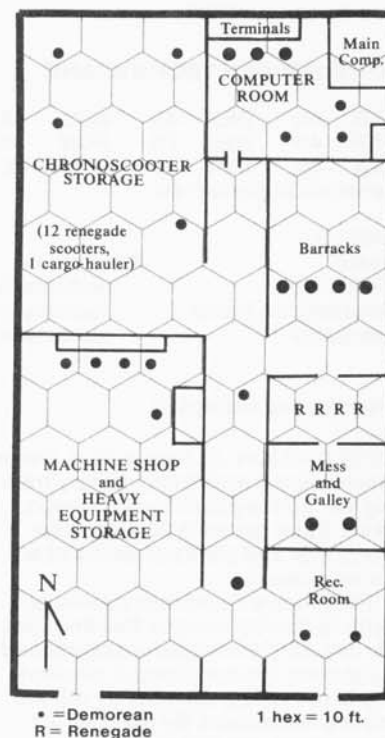 Terminals
Main
Comp.
COMPUTER
ROOM
CHRONOSCOOTER
STORAGE
(12 renegade
scooters,
1 cargo-hauler)
Barracks
R R R R
MACHINE SHOP
and
HEAVY
EQUIPMENT
STORAGE
Mess
and
Galley
N
Rec.
Room
• = Demorean
R = Renegade
1 hex = 10 ft.